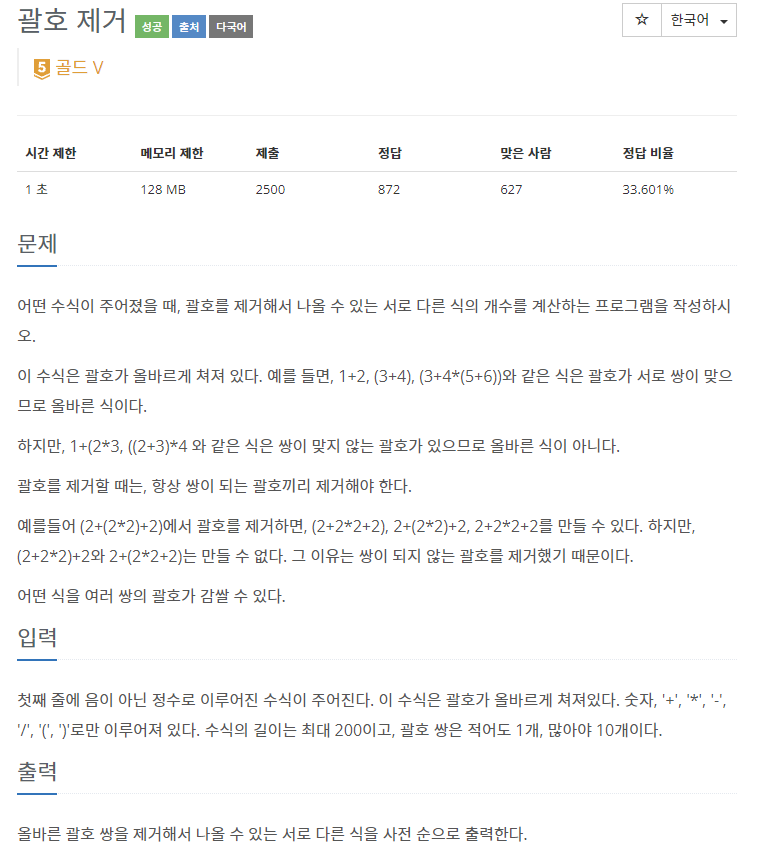 괄호 제거 성공 출처 다국어
☆ 한국어
5 골드 V
시간 제한 메모리 제한 제출 정답 맞은 사람 정답 비율
1 초 128 MB 2500 872 627 33.601%
문제
어떤 수식이 주어졌을 때, 괄호를 제거해서 나올 수 있는 서로 다른 식의 개수를 계산하는 프로그램을 작성하시
오.
이 수식은 괄호가 올바르게 쳐져 있다. 예를 들면, 1+2, (3+4), (3+4*(5+6))와 같은 식은 괄호가 서로 쌍이 맞으
므로 올바른 식이다.
하지만, 1+(2*3, ((2+3)*4 와 같은 식은 쌍이 맞지 않는 괄호가 있으므로 올바른 식이 아니다.
괄호를 제거할 때는, 항상 쌍이 되는 괄호끼리 제거해야 한다.
예를들어 (2+(2*2)+2)에서 괄호를 제거하면, (2+2*2+2), 2+(2*2)+2, 2+2*2+2를 만들 수 있다. 하지만,
(2+2*2)+2와 2+(2*2+2)는 만들 수 없다. 그 이유는 쌍이 되지 않는 괄호를 제거했기 때문이다.
어떤 식을 여러 쌍의 괄호가 감쌀 수 있다.
입력
첫째 줄에 음이 아닌 정수로 이루어진 수식이 주어진다. 이 수식은 괄호가 올바르게 쳐져있다. 숫자, '+', '*', '-',
'/', '(', ')'로만 이루어져 있다. 수식의 길이는 최대 200이고, 괄호 쌍은 적어도 1개, 많아야 10개이다.
출력
올바른 괄호 쌍을 제거해서 나올 수 있는 서로 다른 식을 사전 순으로 출력한다.